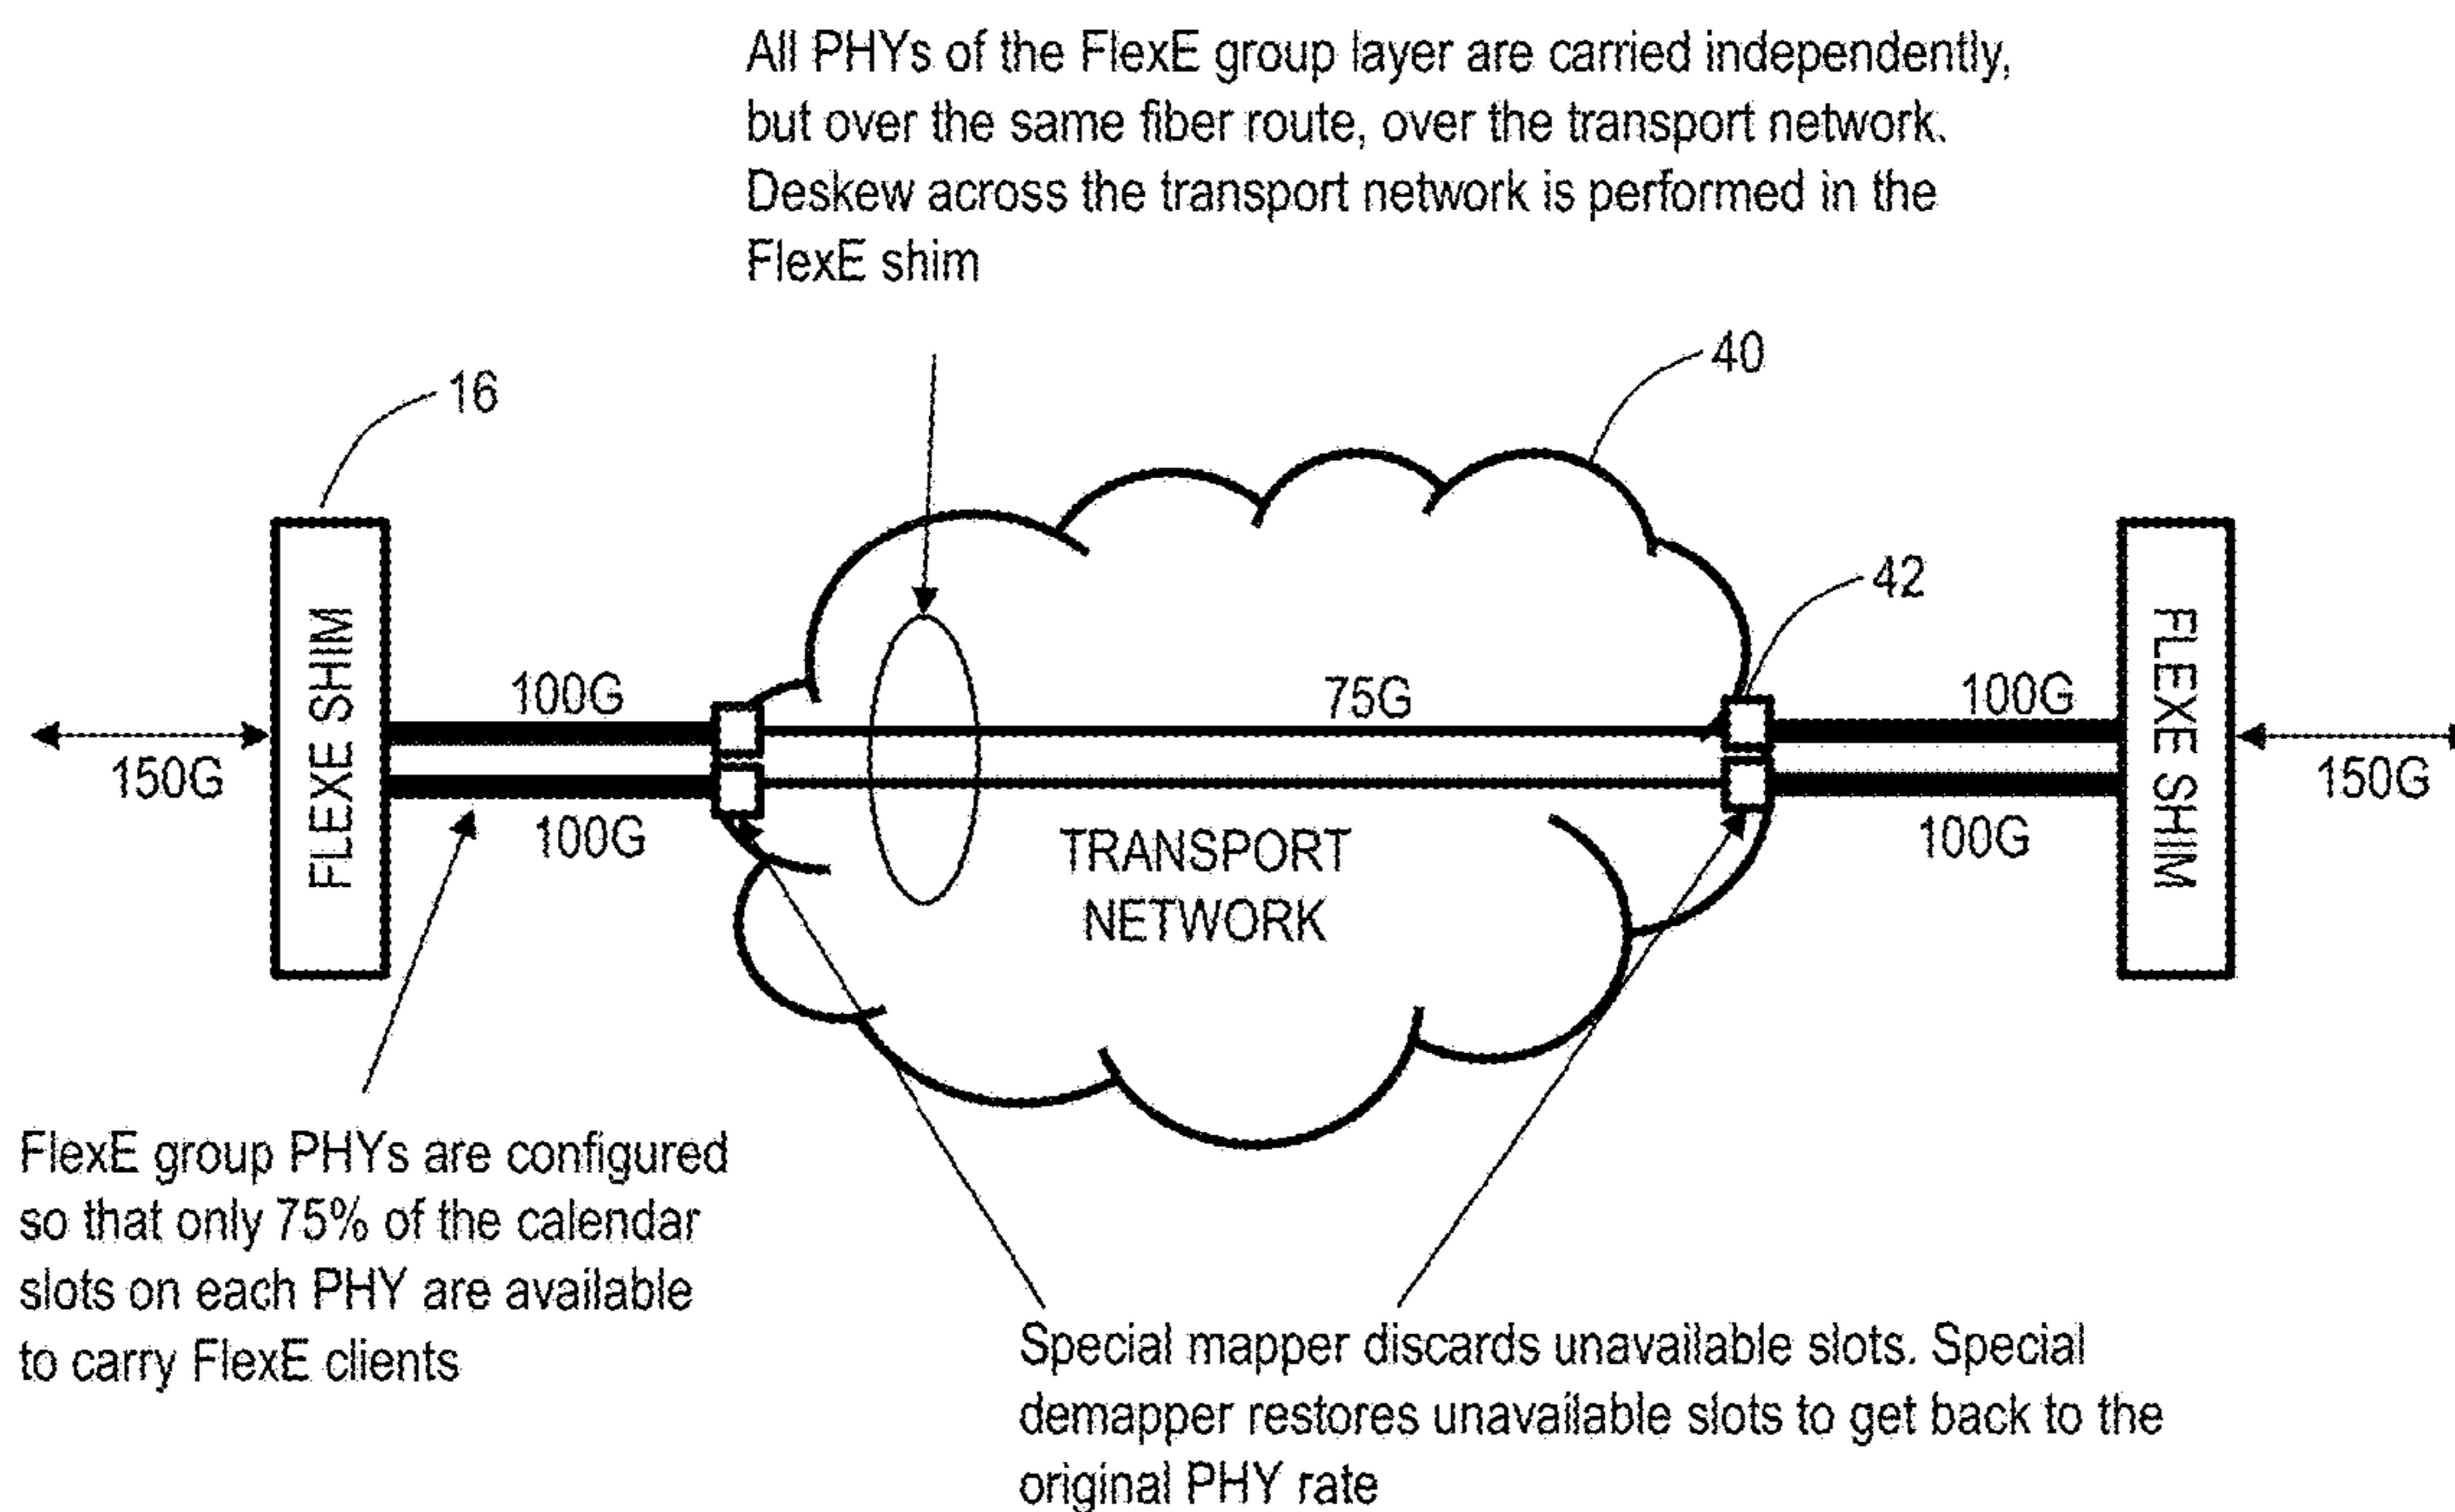 All PHYs of the FlexE group layer are carried independently,
but over the same fiber route, over the transport network.
Deskew across the transport network is performed in the
FlexE shim
40
16
42
FLEXE SHIM
FLEXE SHIM
100G
75G
100G
150G
150G
100G
100G
TRANSPORT
NETWORK
FlexE group PHYs are configured
so that only 75% of the calendar
slots on each PHY are available
to carry FlexE clients
Special mapper discards unavailable slots. Special
demapper restores unavailable slots to get back to the
original PHY rate